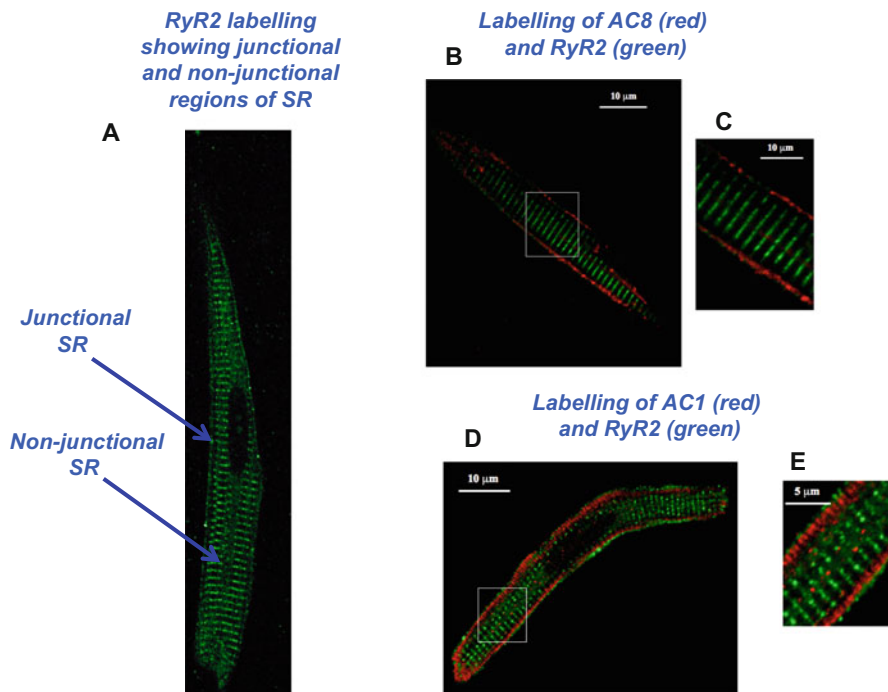 RyR2 labelling
showing junctional
and non-junctional
regions of SR
A
Junctional
SR
Non-junctional
SR
Labelling of AC8 (red)
and RyR2 (green)
B
10 µm
C
10 µm
Labelling of AC1 (red)
and RyR2 (green)
D
10 µm
E
5 µm